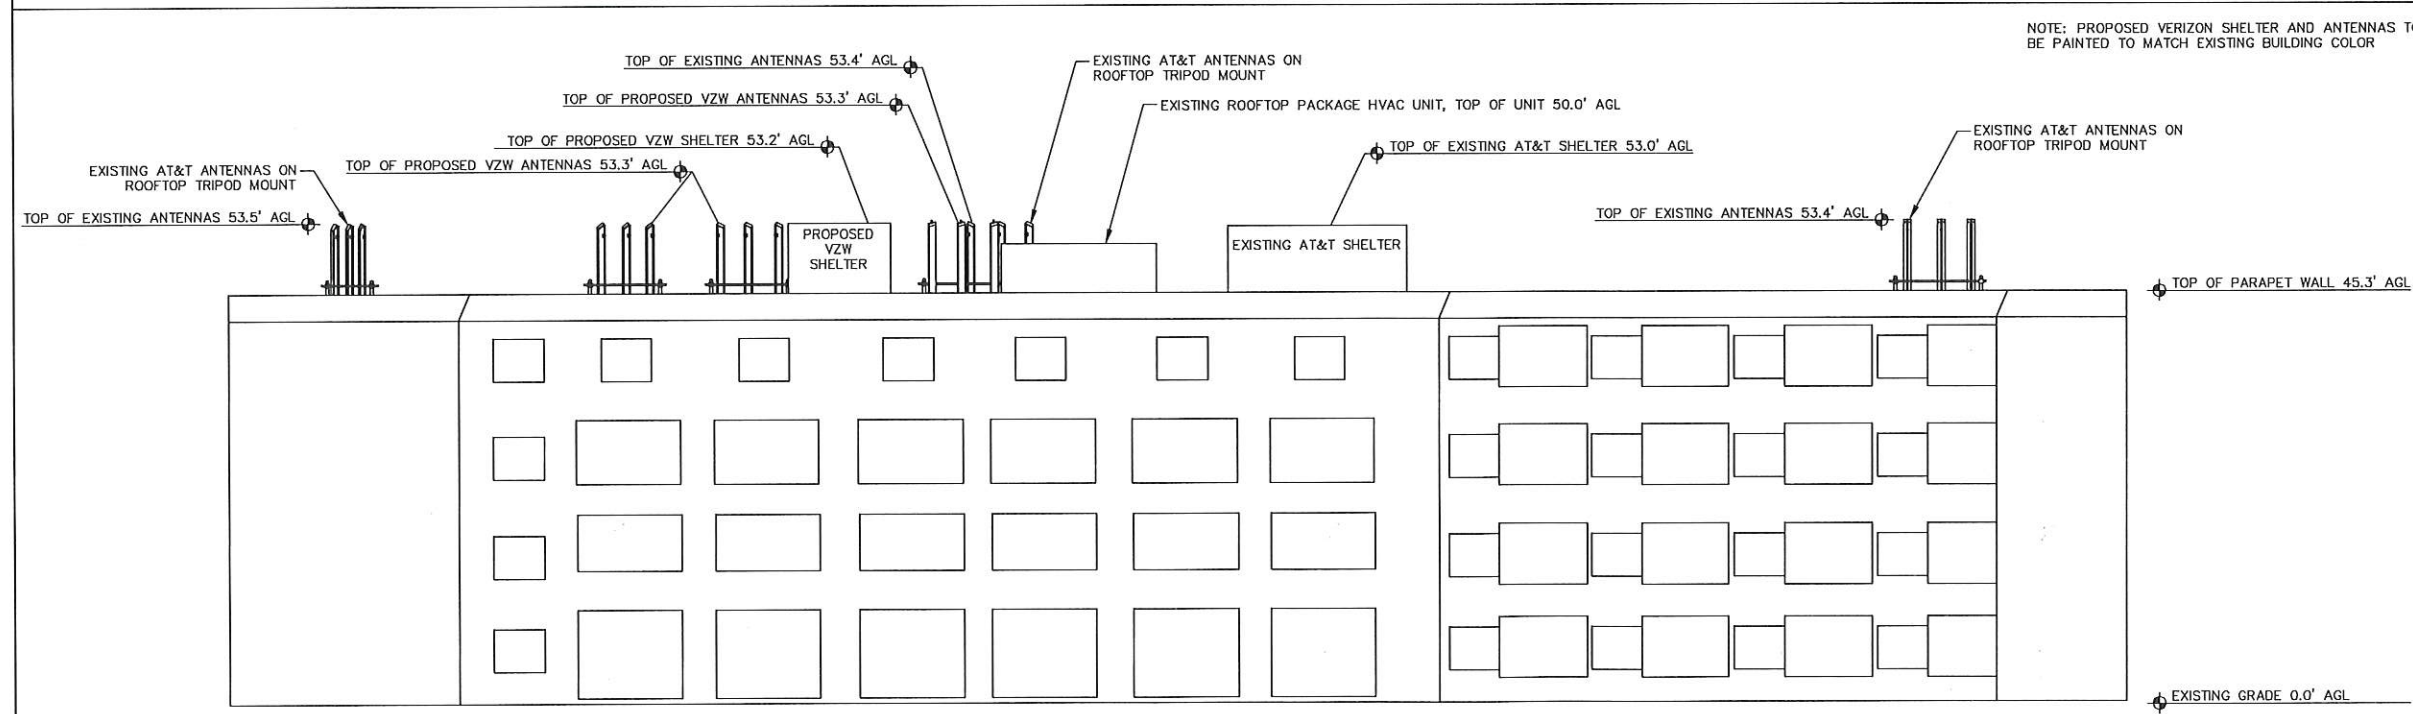 NOTE: PROPOSED VERIZON SHELTER AND ANTENNAS
BE PAINTED TO MATCH EXISTING BUILDING COLOR
TOP OF EXISTING ANTENNAS 53.4' AGL
EXISTING AT&T ANTENNAS ON
ROOFTOP TRIPOD MOUNT
TOP OF PROPOSED VZW ANTENNAS 53.3' AGL
EXISTING ROOFTOP PACKAGE HVAC UNIT, TOP OF UNIT 50.0' AGL
TOP OF PROPOSED VZW SHELTER 53.2' AGL
TOP OF EXISTING AT&T SHELTER 53.0' AGL
EXISTING AT&T ANTENNAS ON
ROOFTOP TRIPOD MOUNT
EXISTING AT&T ANTENNAS ON
ROOFTOP TRIPOD MOUNT
TOP OF PROPOSED VZW ANTENNAS 53.3' AGL
TOP OF EXISTING ANTENNAS 53.5' AGL
TOP OF EXISTING ANTENNAS 53.4' AGL
PROPOSED
VZW
SHELTER
EXISTING AT&T SHELTER
TOP OF PARAPET WALL 45.3' AGL
EXISTING GRADE 0.0' AGL